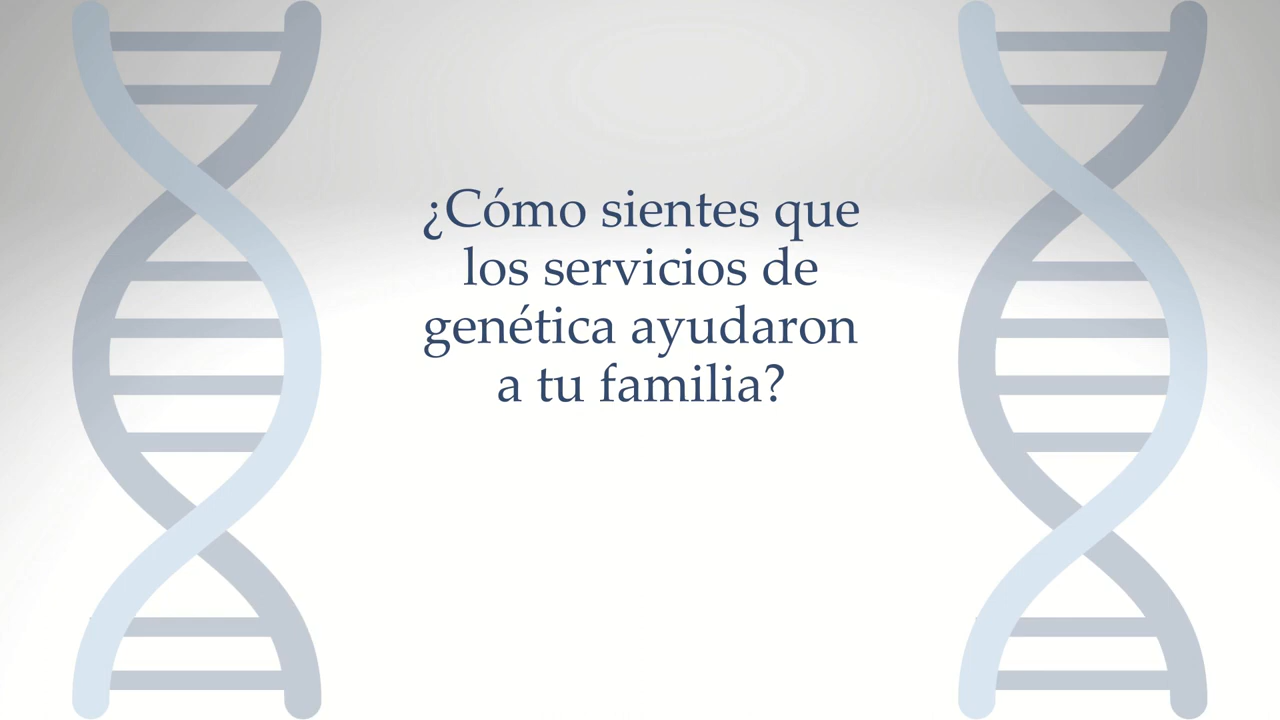 ¿Cómo sientes que
los servicios de
genética ayudaron
a tu familia?